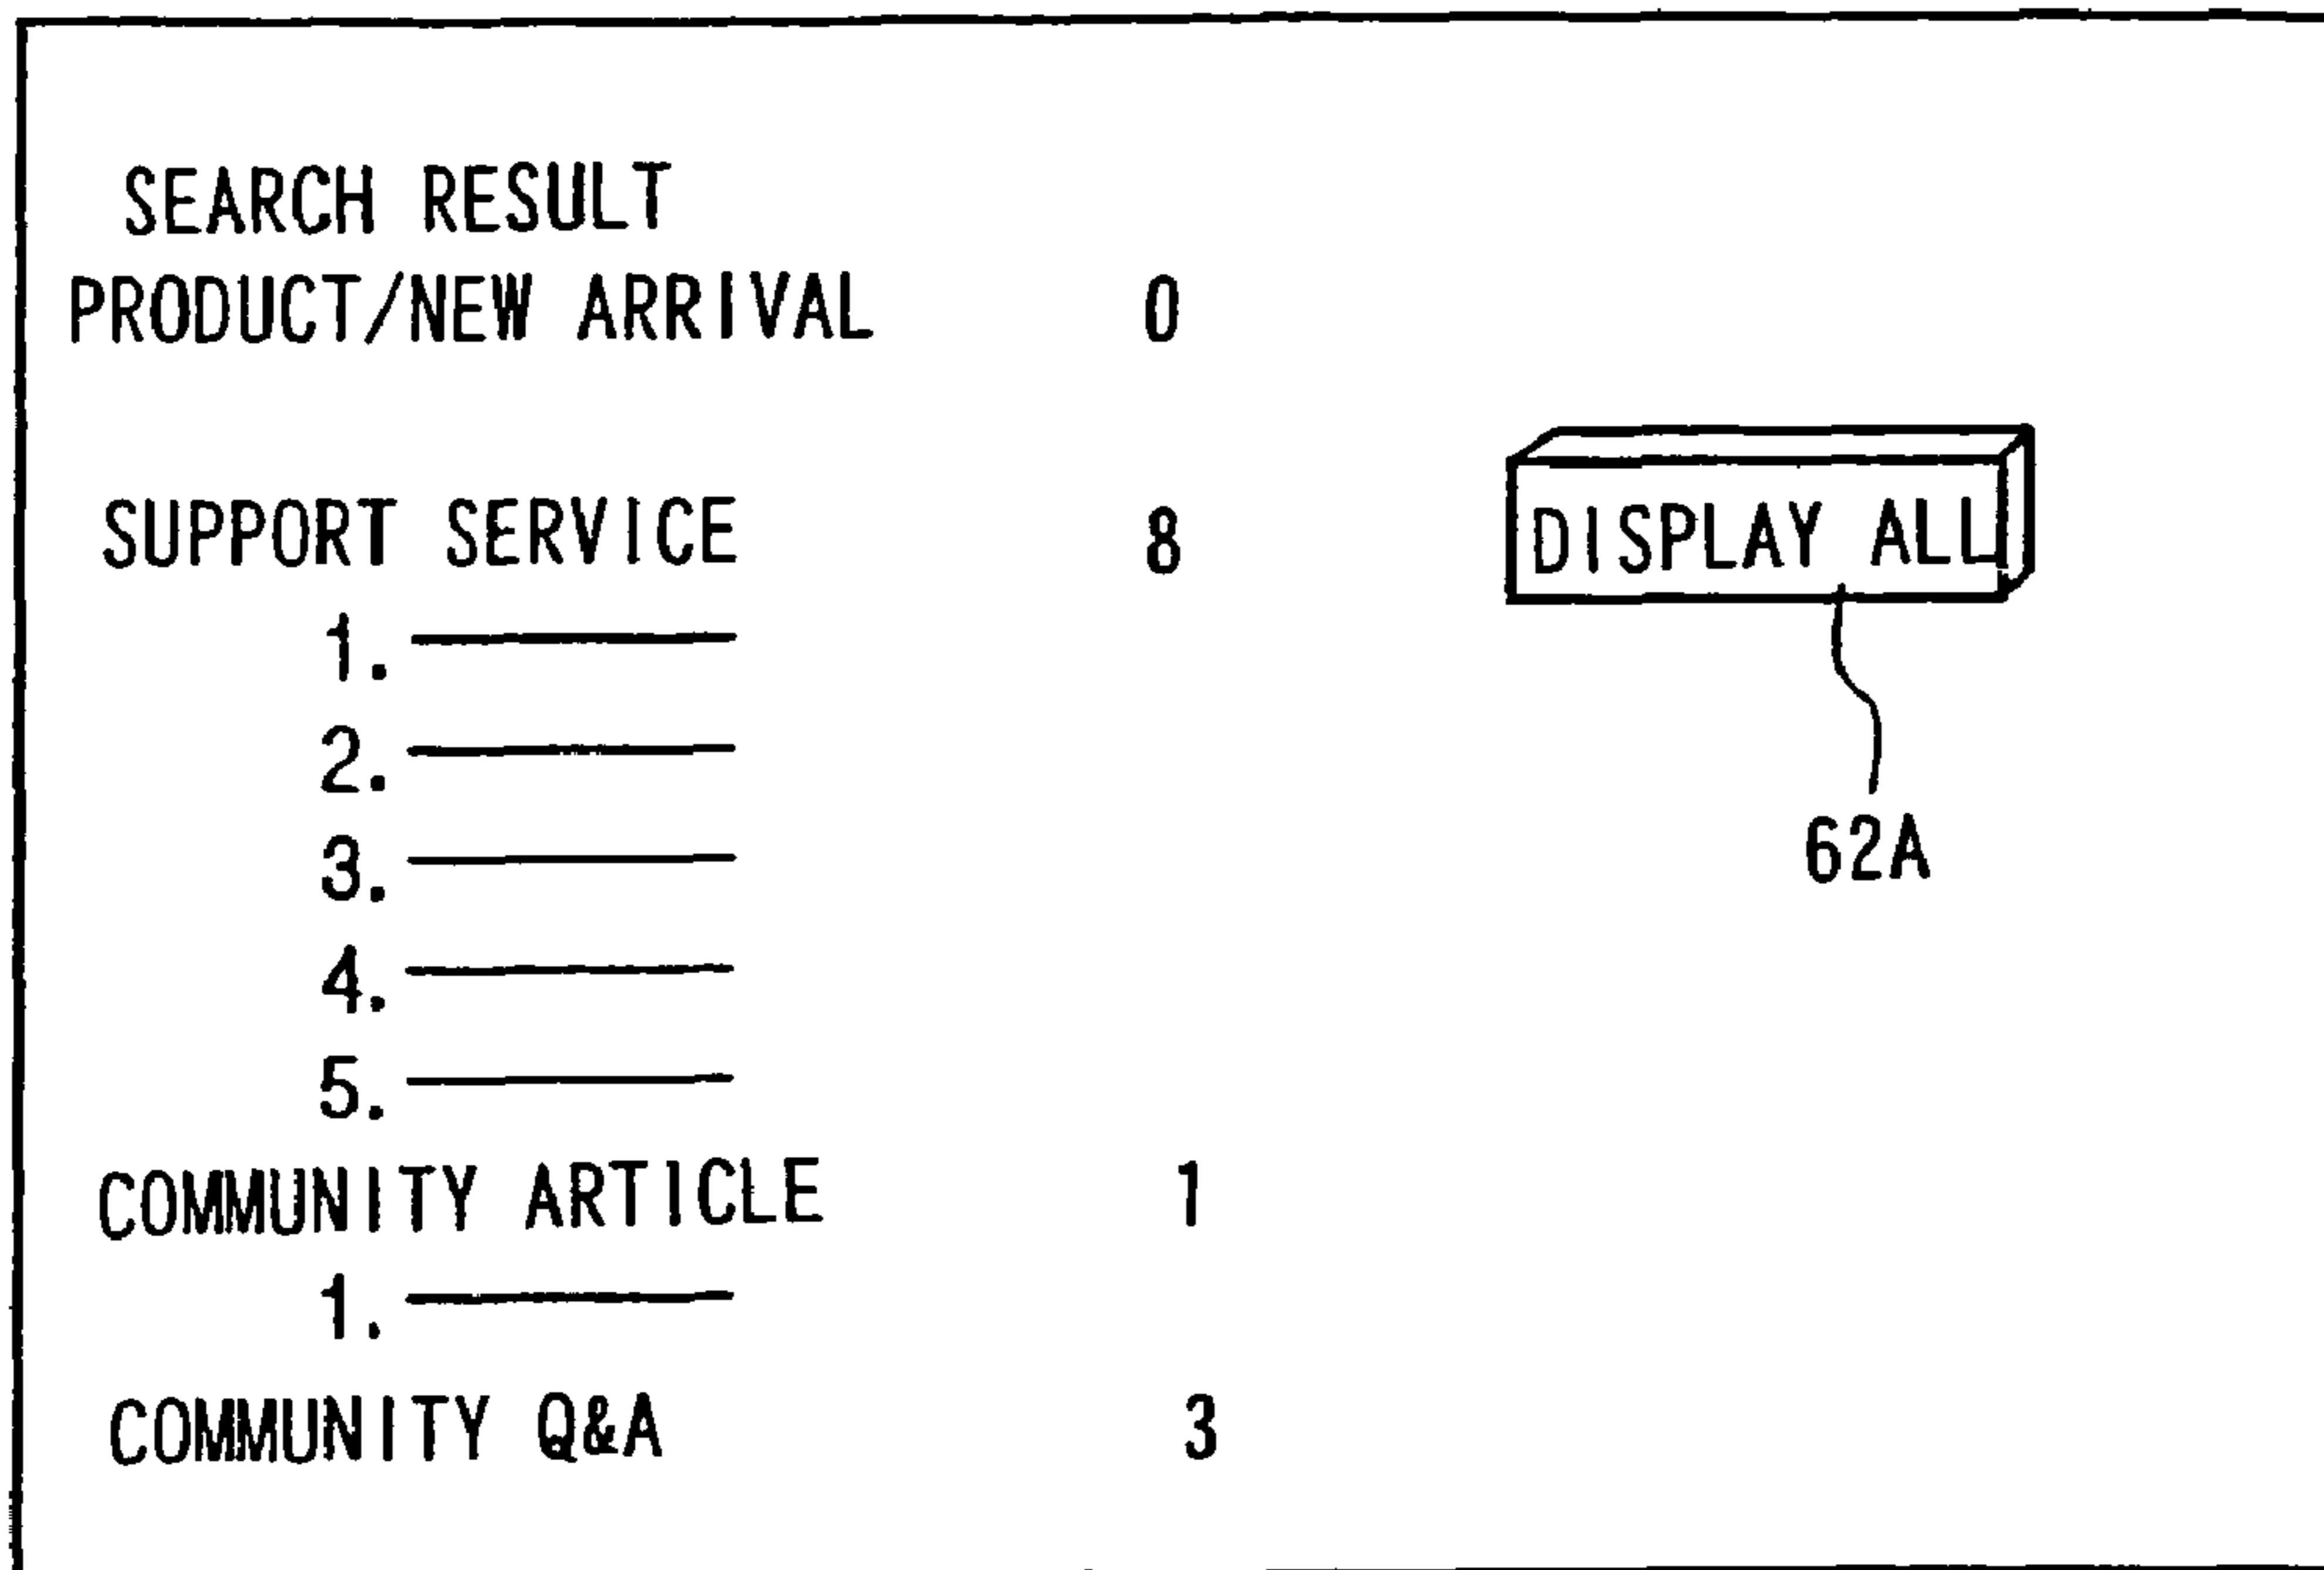 SEARCH RESULT
PRODUCT/NEW ARRIVAL 0
SUPPORT SERVICE 8 DISPLAY ALL
1.
2.
3.
62A
4.
5.
COMMUNITY ARTICLE 1
1.
COMMUNITY Q&A 3